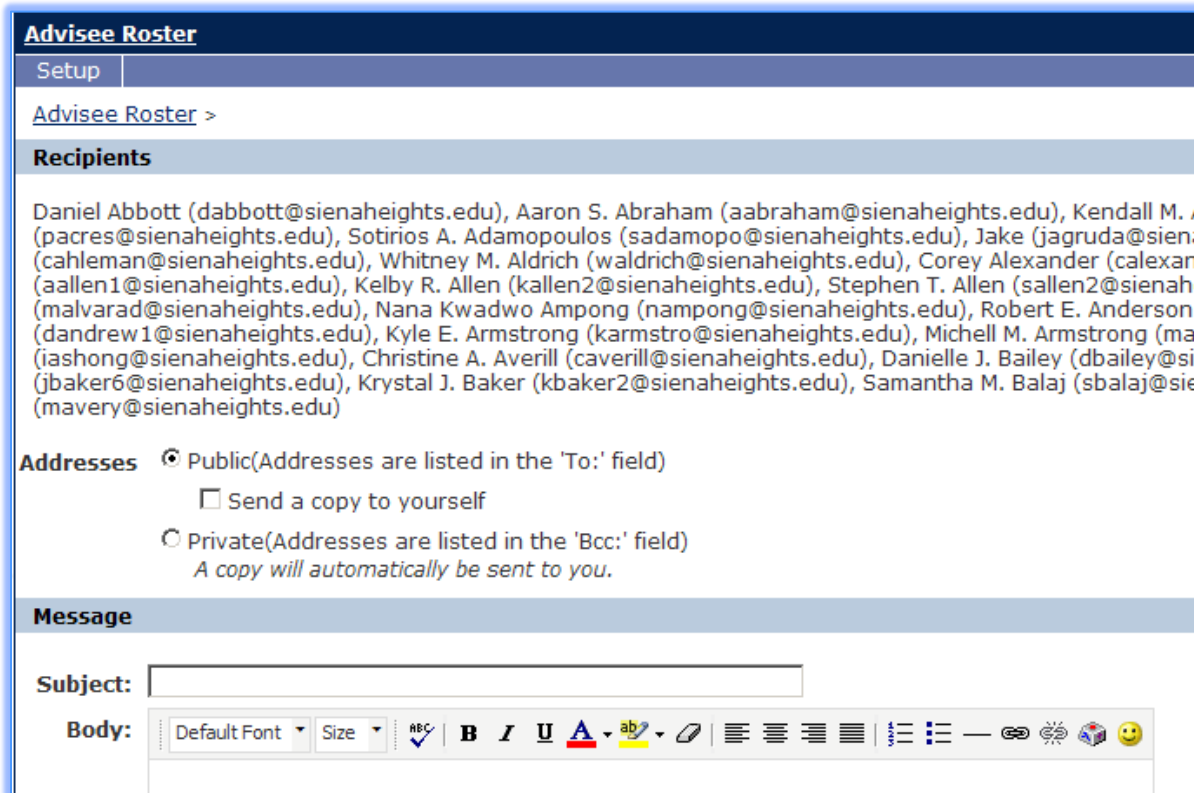 Advisee Roster
Setup
Advisee Roster >
Recipients
Daniel Abbott (dabbott@sienaheights.edu), Aaron S. Abraham (aabraham@sienaheights.edu), Kendall M.
(pacres@sienaheights.edu), Sotirios A. Adamopoulos (sadamopo@sienaheights.edu), Jake (jagruda@siena
(cahleman@sienaheights.edu), Whitney M. Aldrich (waldrich@sienaheights.edu), Corey Alexander (calexan
(aallen1@sienaheights.edu), Kelby R. Allen (kallen2@sienaheights.edu), Stephen T. Allen (sallen2@sienah
(malvarad@sienaheights.edu), Nana Kwadwo Ampong (nampong@sienaheights.edu), Robert E. Anderson
(dandrew1@sienaheights.edu), Kyle E. Armstrong (karmstro@sienaheights.edu), Michell M. Armstrong (ma
(iashong@sienaheights.edu), Christine A. Averill (caverill@sienaheights.edu), Danielle J. Bailey (dbailey@si
(jbaker6@sienaheights.edu), Krystal J. Baker (kbaker2@sienaheights.edu), Samantha M. Balaj (sbalaj@sie
(mavery@sienaheights.edu)
Addresses Public(Addresses are listed in the 'To:' field)
Send a copy to yourself
Private(Addresses are listed in the 'Bcc:' field)
A copy will automatically be sent to you.
Message
Subject:
Body: Default Font Size ABC B I U A ab